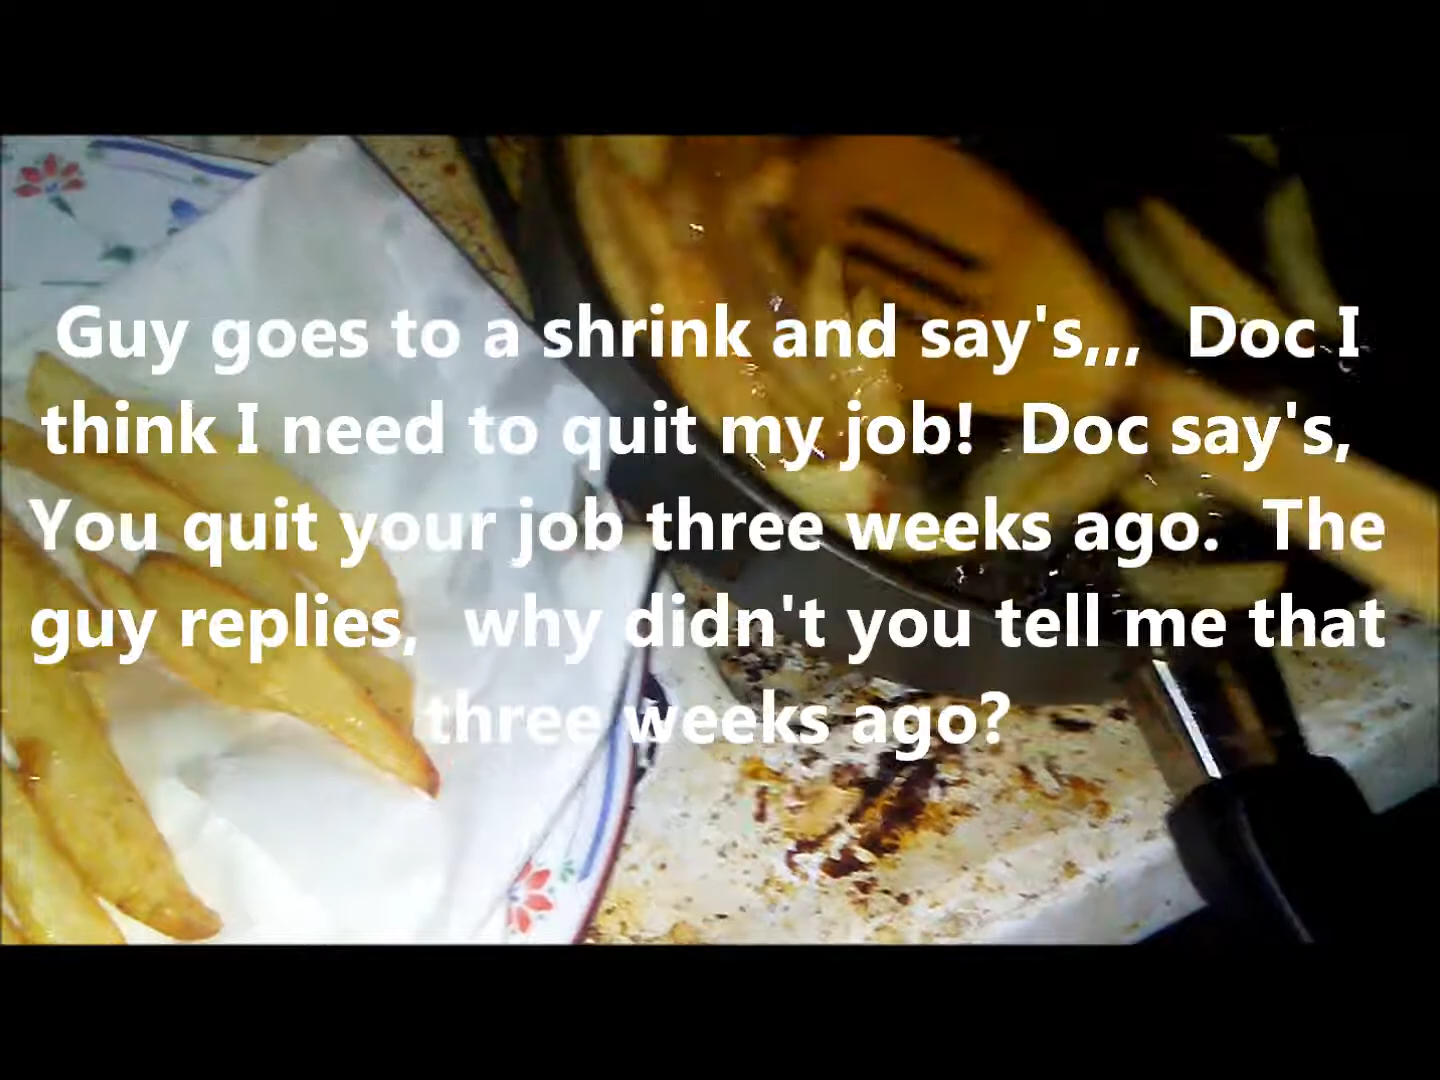 Guy goes to a shrink and say's,,,  Doc I
think I need to quit my job!  Doc say's,
You quit your job three weeks ago.  The
guy replies,  why didn't you tell me that
three weeks ago?